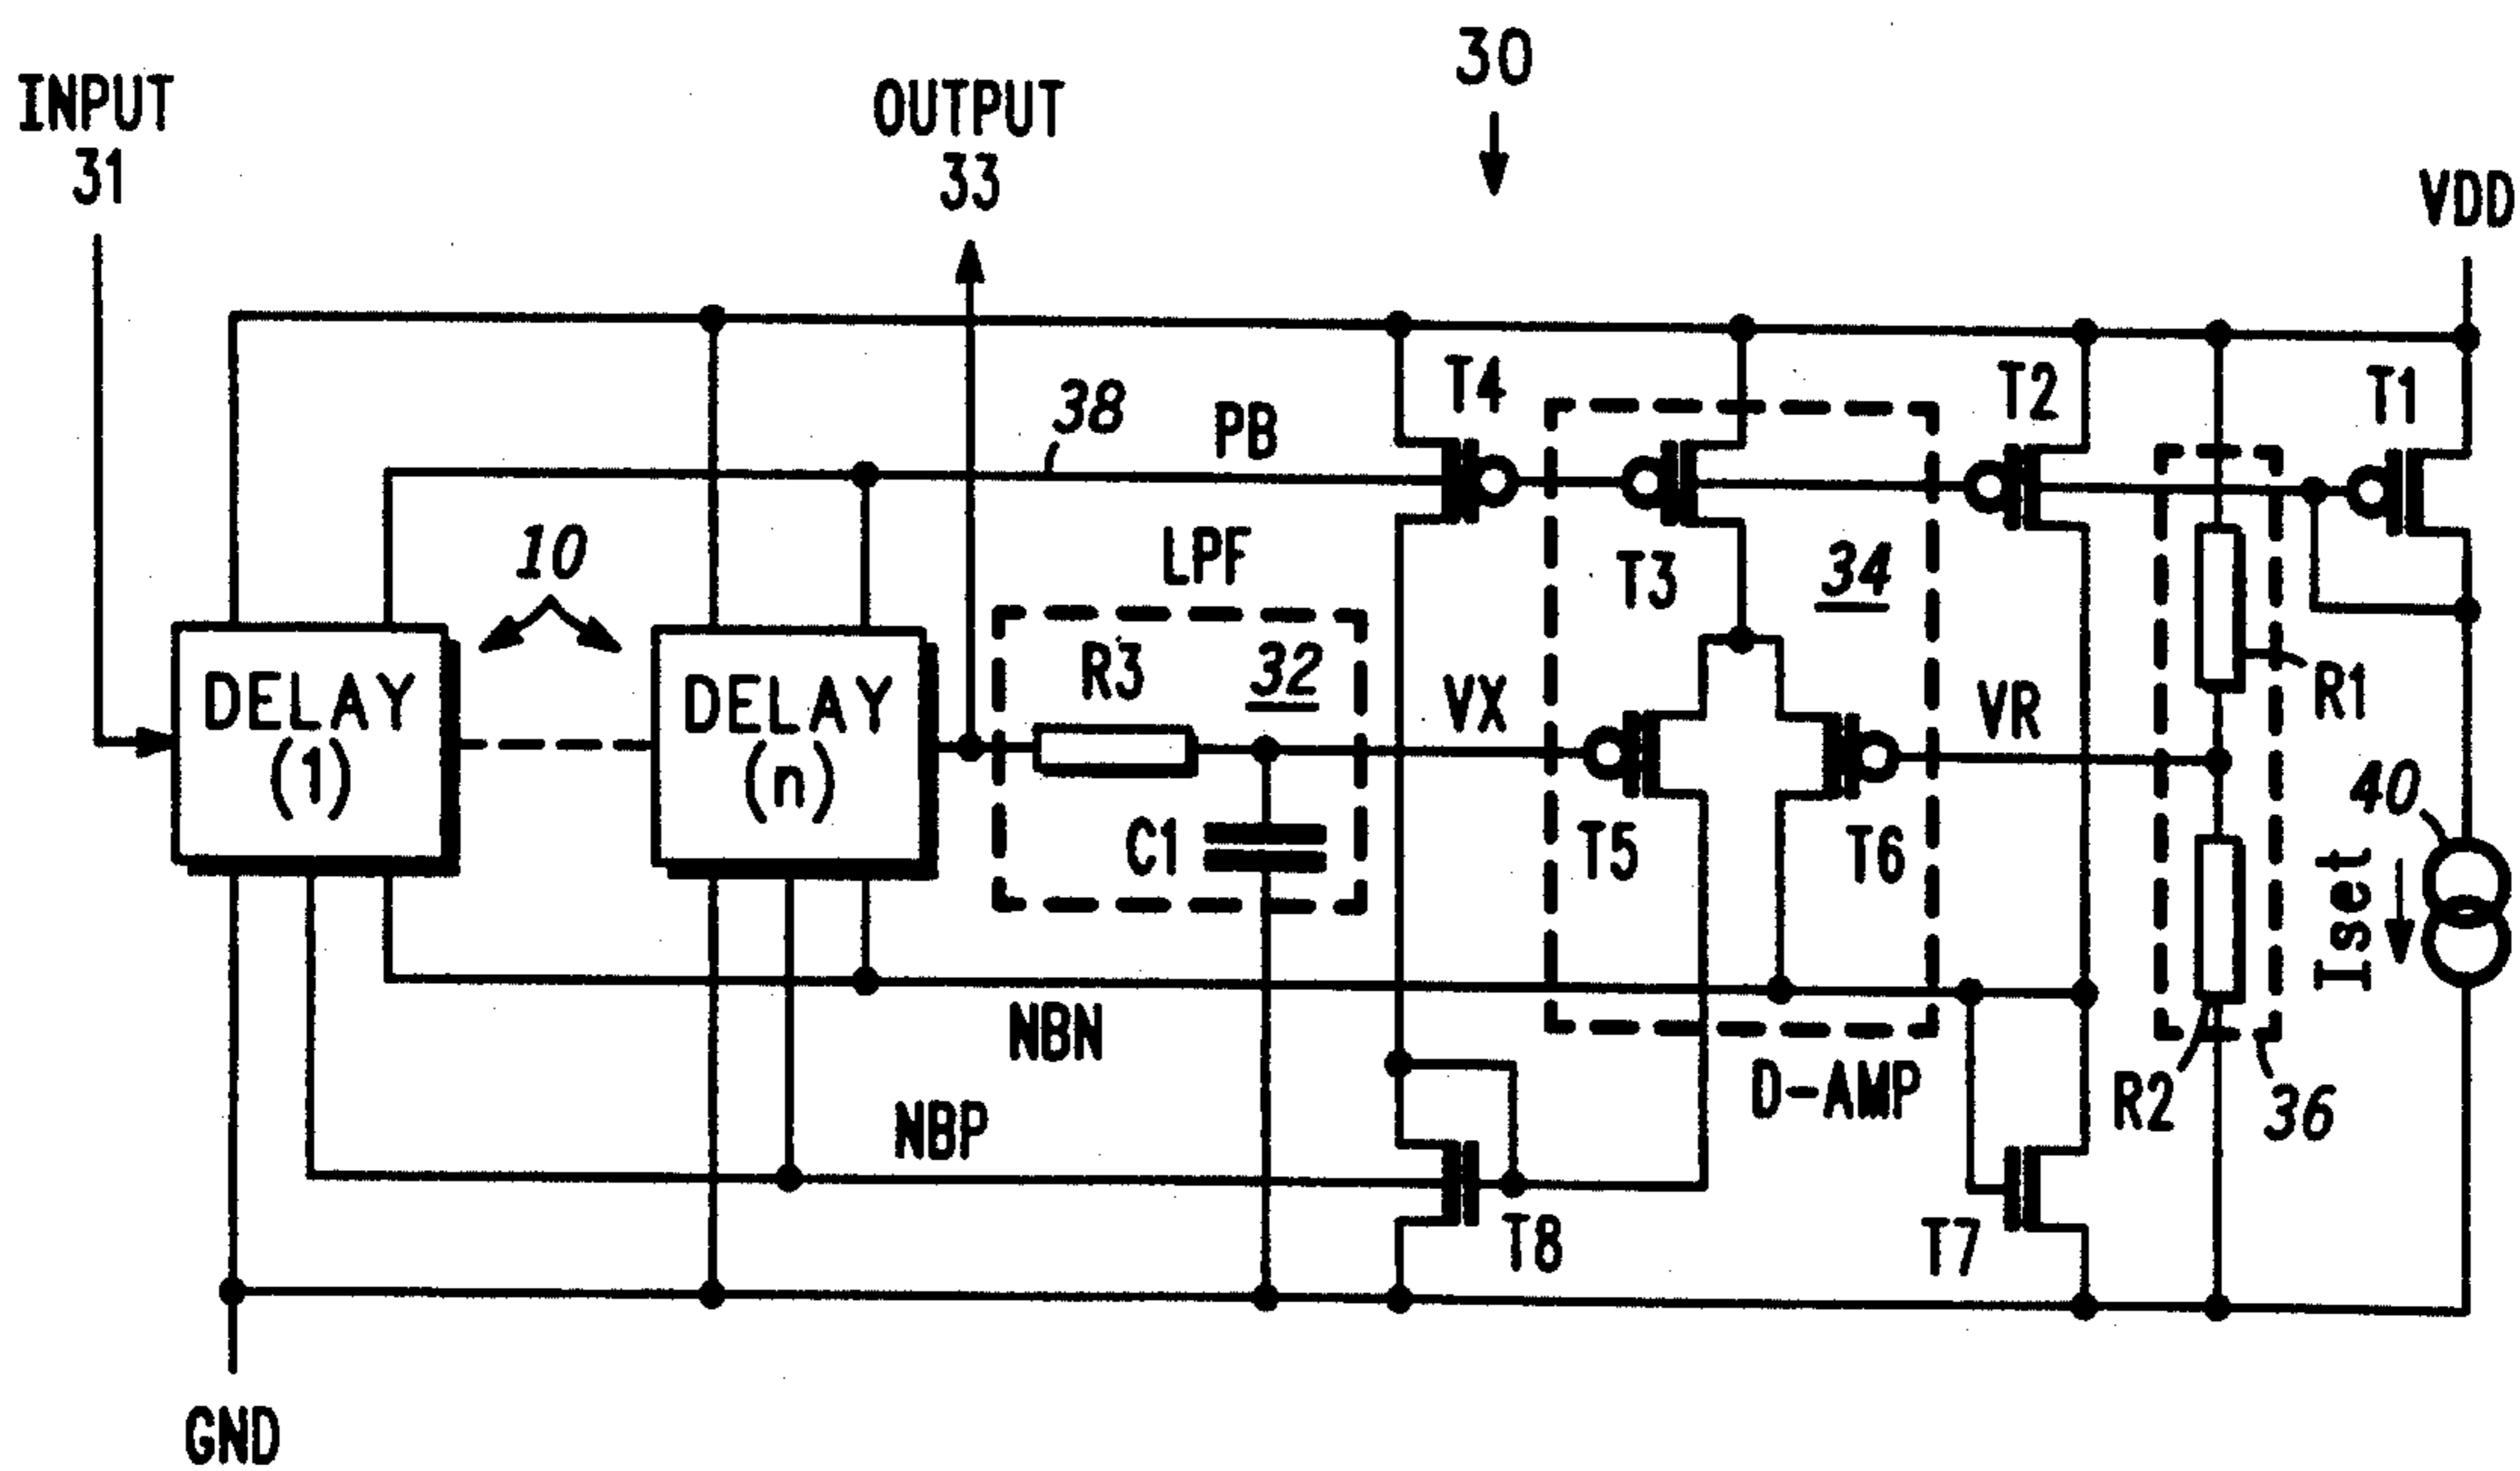 30
INPUT
31
OUTPUT
33
VDD
T4
T2
T1
38
PB
10
LPF
T3
34
DELAY
(1)
DELAY
(n)
R3
32
VX
VR
R1
C1
T5
T6
40
Iset
NBN
D-AMP
R2
36
NBP
T8
T7
GND